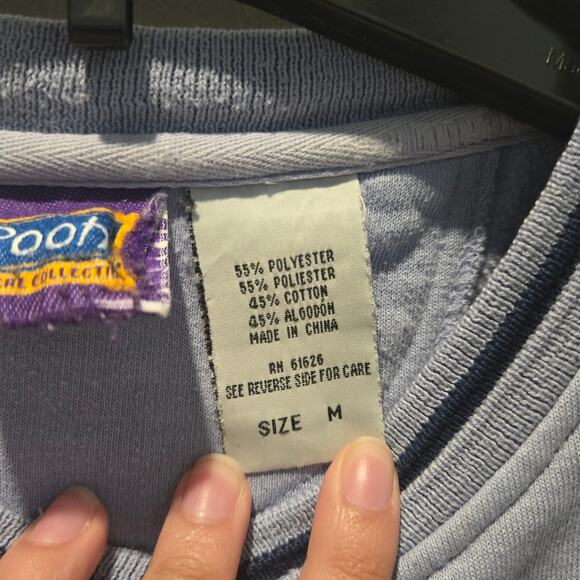 Pooh
55% POLYESTER
55% POLIESTER
45% COTTON
45% ALGODÓN
MADE IN CHINA
RN 61626
SEE REVERSE SIDE FOR CARE
SIZE M